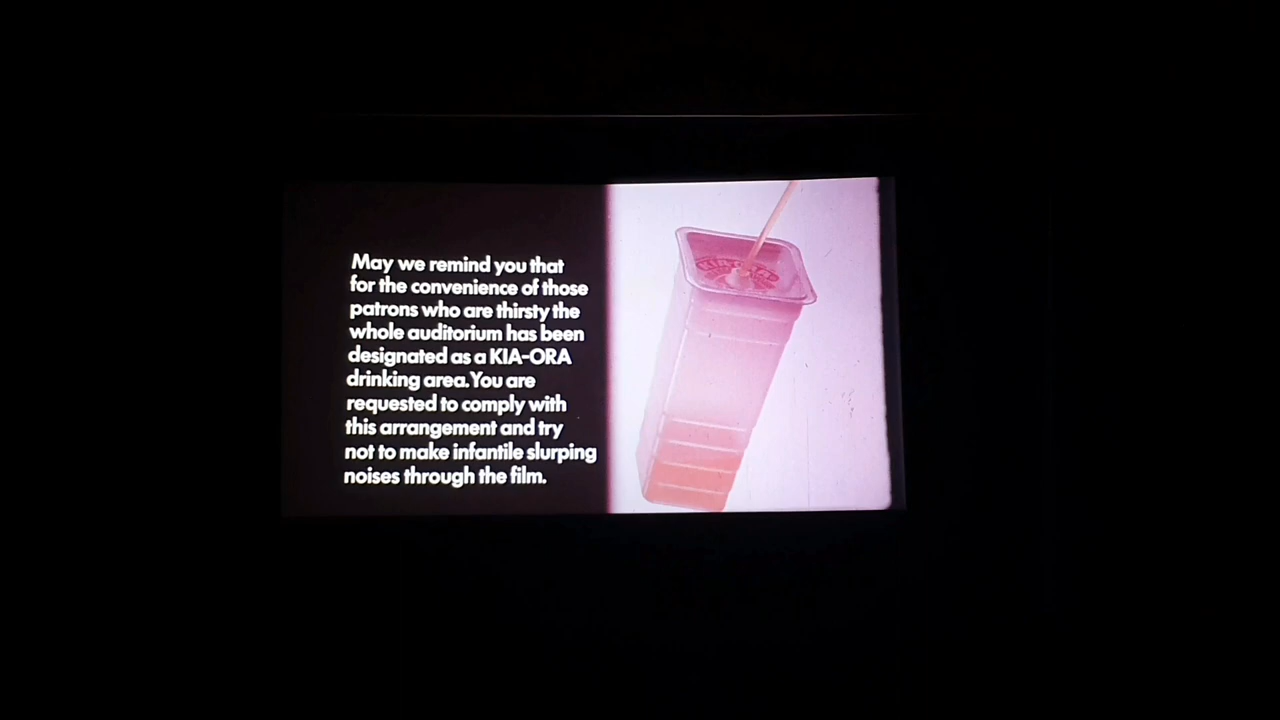 May we remind you that
for the convenience of those
patrons who are thirsty the
whole auditorium has been
designated as a KIA-ORA
drinking area.You are
requested to comply with
this arrangement and try
not to make infantile slurping
noises through the film.
KIA-ORA